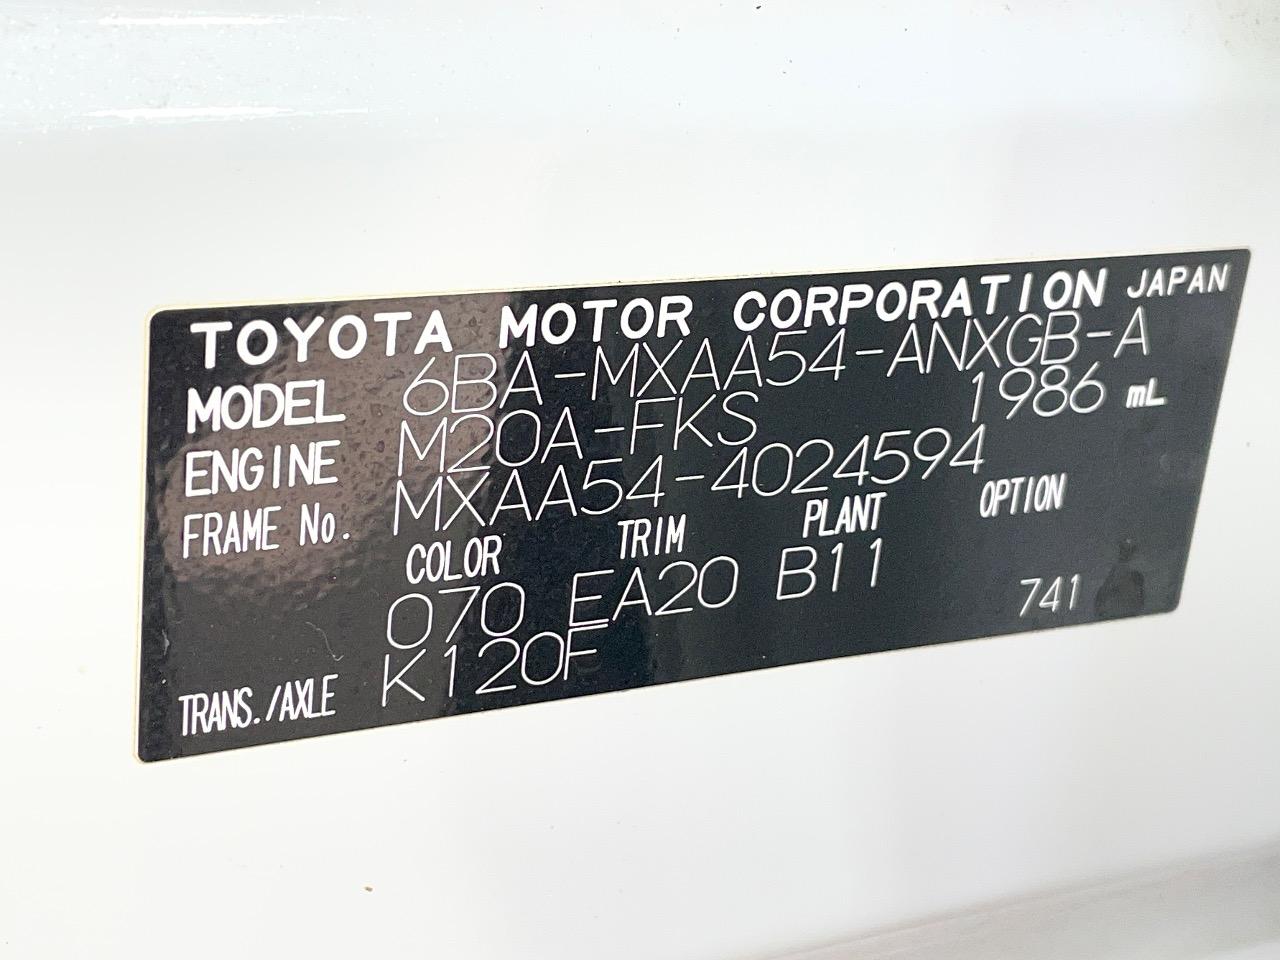 TOYOTA MOTOR CORPORATION JAPAN
MODEL 6BA-MXAA54-ANXGB-A
ENGINE M20A-FKS 1986 mL
FRAME No. MXAA54-4024594
COLOR TRIM PLANT OPTION
070 EA20 B11
741
TRANS./AXLE K120F